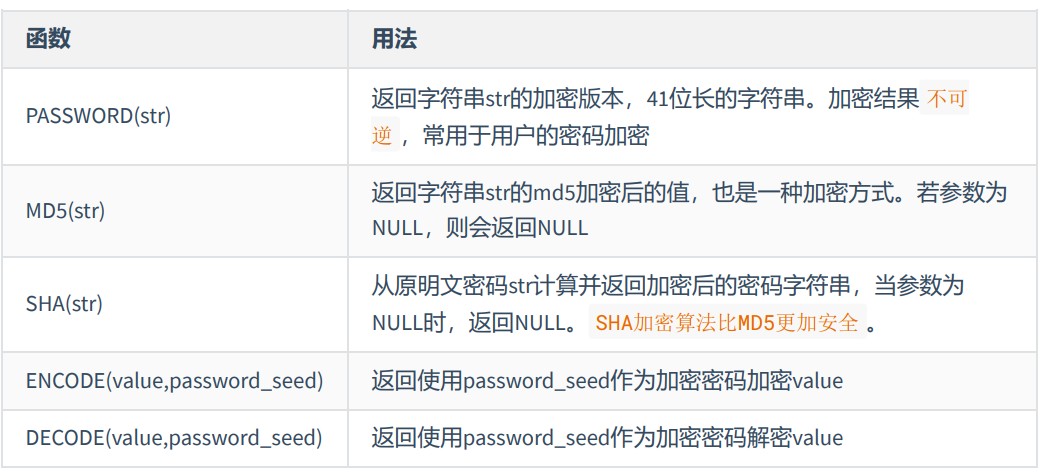 函数 用法
PASSWORD(str)
返回字符串str的加密版本，41位长的字符串。加密结果 不可
逆 ，常用于用户的密码加密
MD5(str)
返回字符串str的md5加密后的值，也是一种加密方式。若参数为
NULL，则会返回NULL
SHA(str)
从原明文密码str计算并返回加密后的密码字符串，当参数为
NULL时，返回NULL。 SHA加密算法比MD5更加安全 。
ENCODE(value,password_seed) 返回使用password_seed作为加密密码加密value
DECODE(value,password_seed) 返回使用password_seed作为加密密码解密value